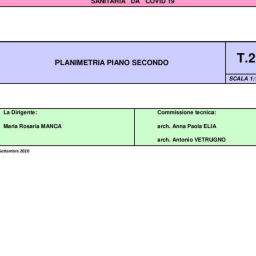 SANITARIA DA COVID 19
PLANIMETRIA PIANO SECONDO
T.2
SCALA 1:
La Dirigente:
Maria Rosaria MANCA
Commissione tecnica:
arch. Anna Paola ELIA
arch. Antonio VETRUGNO
Settembre 2020